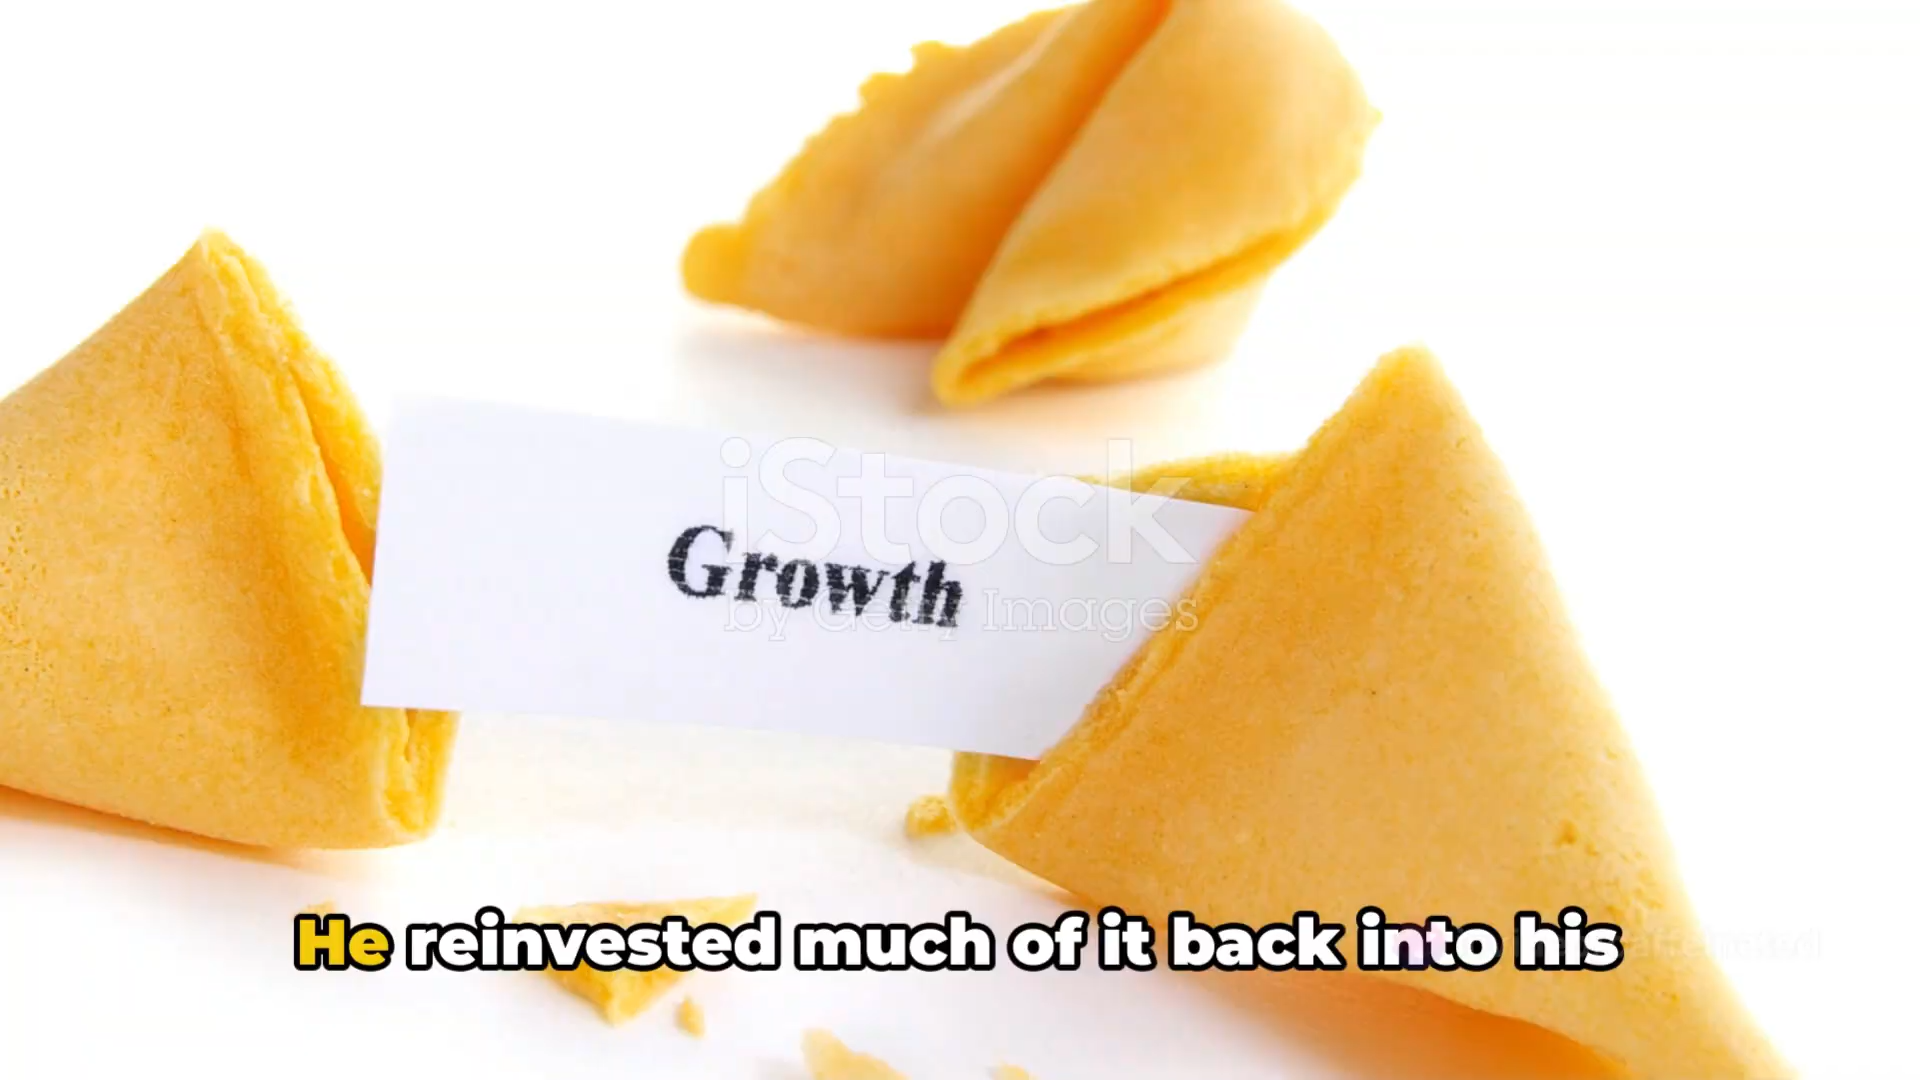 iStock
Growth
by Getty Images
He reinvested much of it back into his